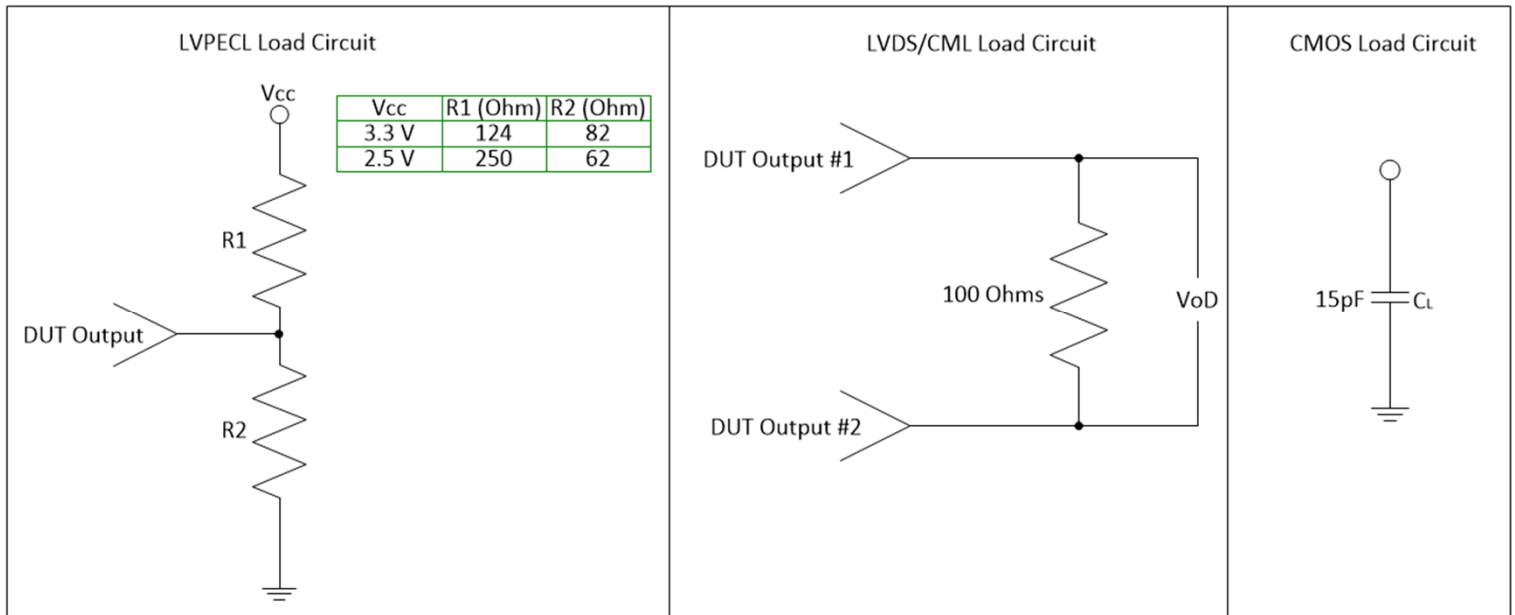 LVPECL Load Circuit
Vcc
Vcc R1 (Ohm) R2 (Ohm)
3.3 V 124 82
2.5 V 250 62
R1
DUT Output
R2
LVDS/CML Load Circuit
DUT Output #1
100 Ohms
VoD
DUT Output #2
CMOS Load Circuit
15pF CL